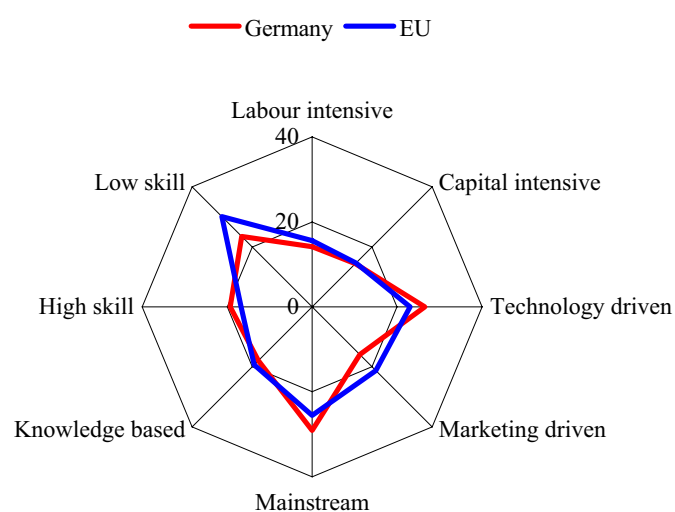 Germany EU
Labour intensive
40
Low skill
Capital intensive
20
High skill
0
Technology driven
Knowledge based
Marketing driven
Mainstream